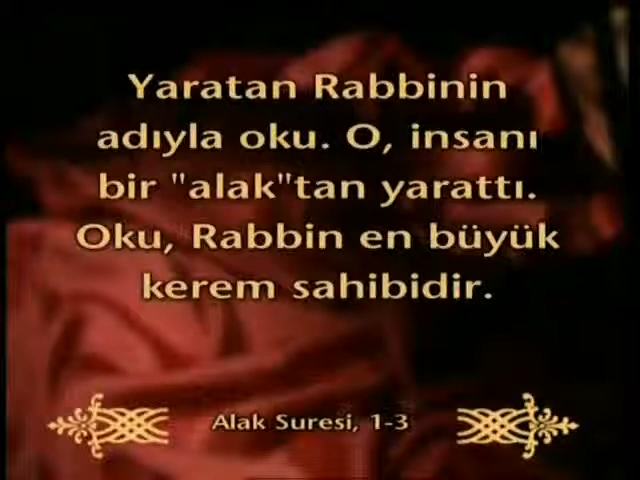 Yaratan Rabbinin
adıyla oku. O, insanı
bir "alak"tan yarattı.
Oku, Rabbin en büyük
kerem sahibidir.
Alak Suresi, 1-3